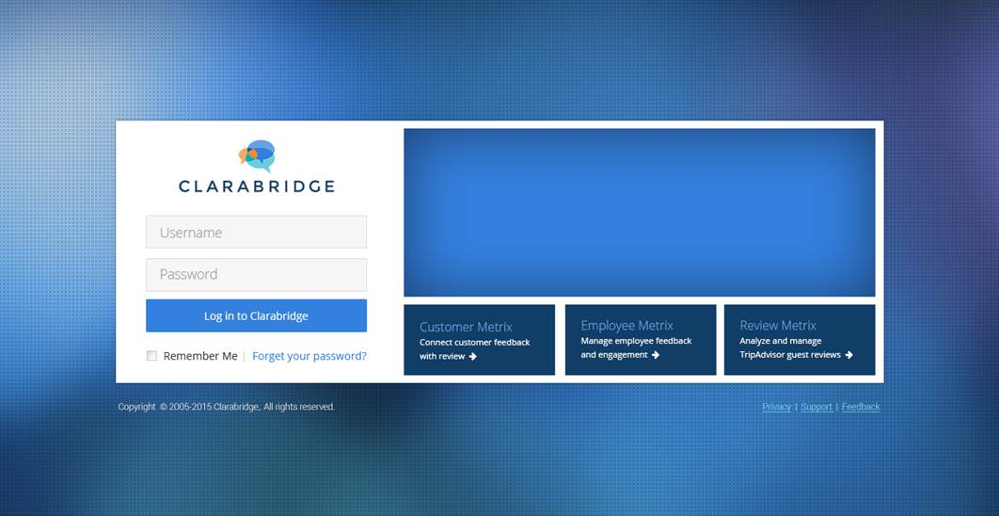 CLARABRIDGE
Username
Password
Log in to Clarabridge
Remember Me | Forget your password?
Customer Metrix
Connect customer feedback
with review →
Employee Metrix
Manage employee feedback
and engagement →
Review Metrix
Analyze and manage
TripAdvisor guest reviews →
Copyright © 2005-2015 Clarabridge,. All rights reserved.
Privacy | Support | Feedback